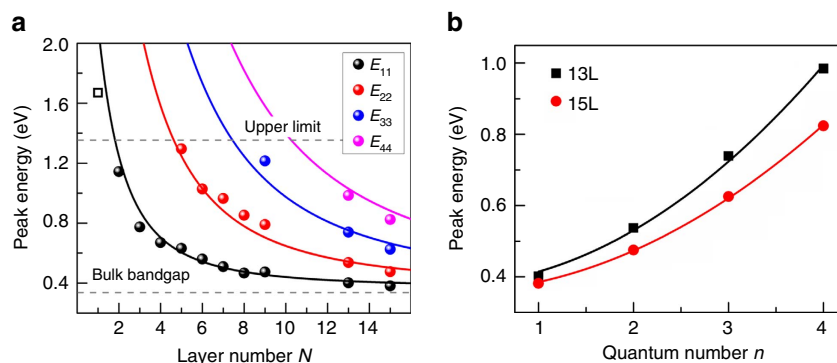 a
Peak energy (eV)
2.0
1.6
1.2
0.8
0.4
E11
E22
E33
E44
Upper limit
Bulk bandgap
2 4 6 8 10 12 14
Layer number N
b
Peak energy (eV)
1.0
0.8
0.6
0.4
13L
15L
1 2 3 4
Quantum number n